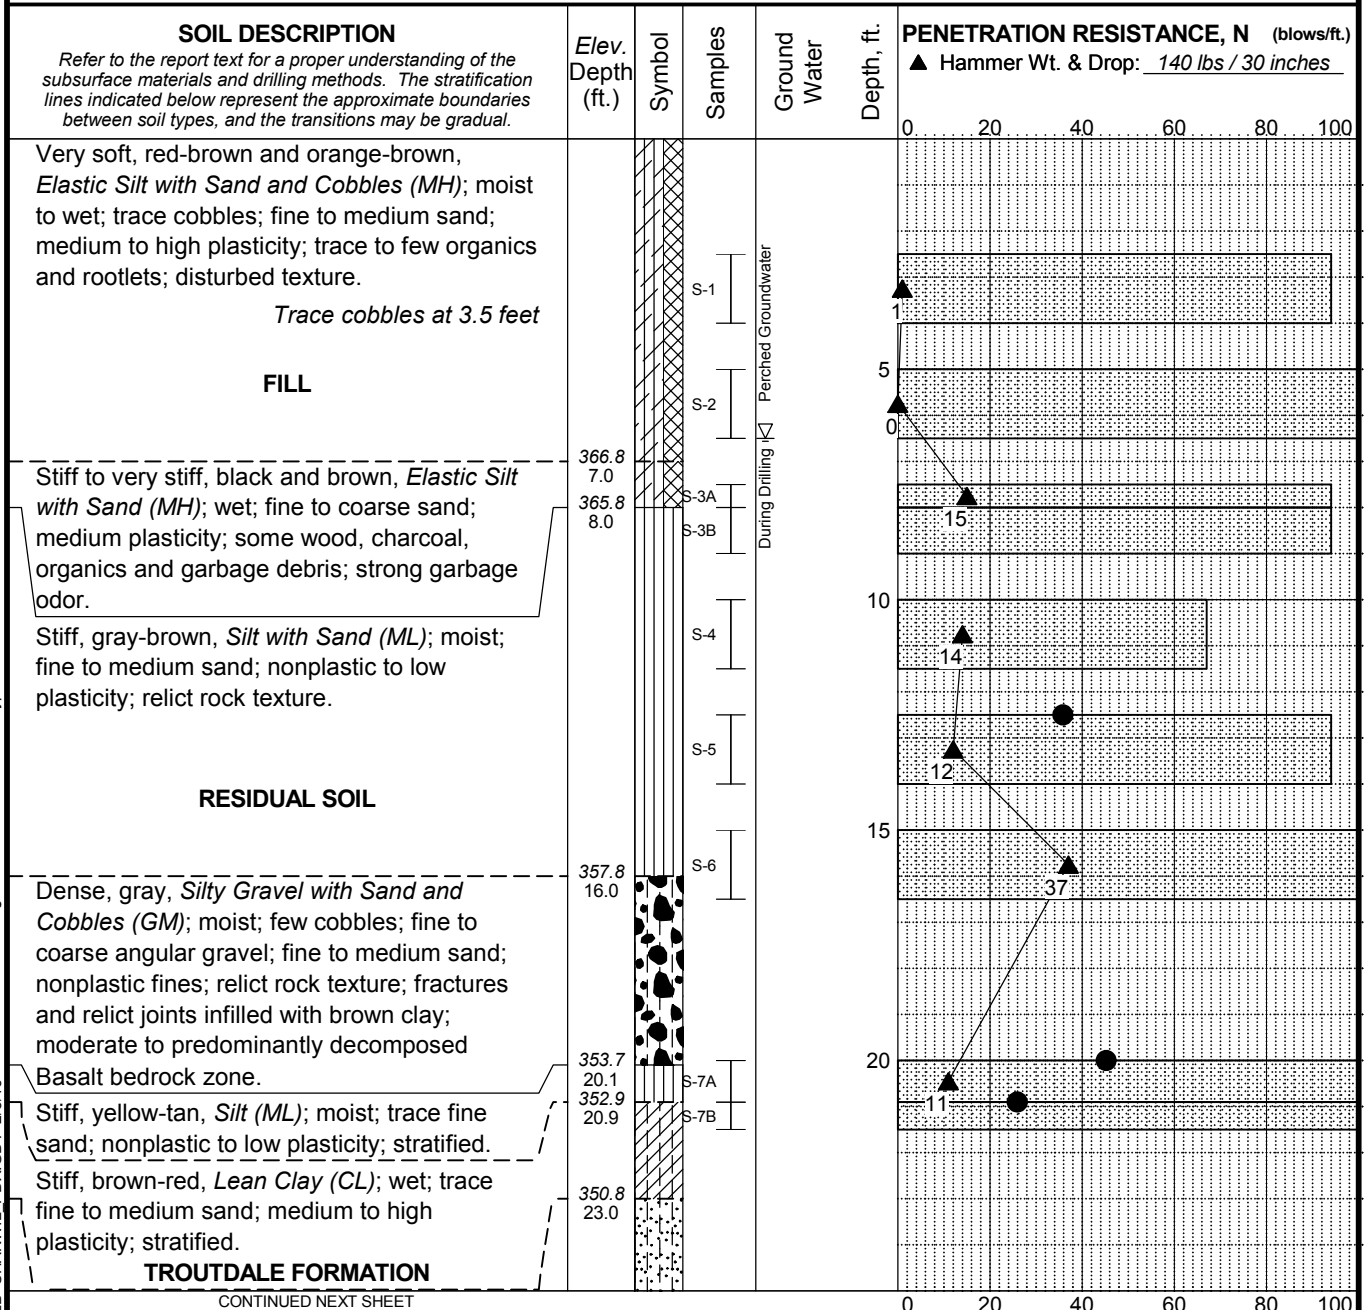 SOIL DESCRIPTION
Refer to the report text for a proper understanding of the
subsurface materials and drilling methods. The stratification
lines indicated below represent the approximate boundaries
between soil types, and the transitions may be gradual.
Elev.
Depth
(ft.)
Symbol
Samples
Ground
Water
Depth, ft.
PENETRATION RESISTANCE, N (blows/ft.)
▲ Hammer Wt. & Drop: 140 lbs / 30 inches
0 20 40 60 80 100
Very soft, red-brown and orange-brown,
Elastic Silt with Sand and Cobbles (MH); moist
to wet; trace cobbles; fine to medium sand;
medium to high plasticity; trace to few organics
and rootlets; disturbed texture.
Trace cobbles at 3.5 feet
FILL
Stiff to very stiff, black and brown, Elastic Silt
with Sand (MH); wet; fine to coarse sand;
medium plasticity; some wood, charcoal,
organics and garbage debris; strong garbage
odor.
Stiff, gray-brown, Silt with Sand (ML); moist;
fine to medium sand; nonplastic to low
plasticity; relict rock texture.
RESIDUAL SOIL
Dense, gray, Silty Gravel with Sand and
Cobbles (GM); moist; few cobbles; fine to
coarse angular gravel; fine to medium sand;
nonplastic fines; relict rock texture; fractures
and relict joints infilled with brown clay;
moderate to predominantly decomposed
Basalt bedrock zone.
Stiff, yellow-tan, Silt (ML); moist; trace fine
sand; nonplastic to low plasticity; stratified.
Stiff, brown-red, Lean Clay (CL); wet; trace
fine to medium sand; medium to high
plasticity; stratified.
TROUTDALE FORMATION
CONTINUED NEXT SHEET
366.8
7.0
365.8
8.0
357.8
16.0
353.7
20.1
352.9
20.9
350.8
23.0
S-1
S-2
S-3A
S-3B
S-4
S-5
S-6
S-7A
S-7B
Perched Groundwater
During Drilling
5
10
15
20
1
0
15
14
12
37
11
0 20 40 60 80 100